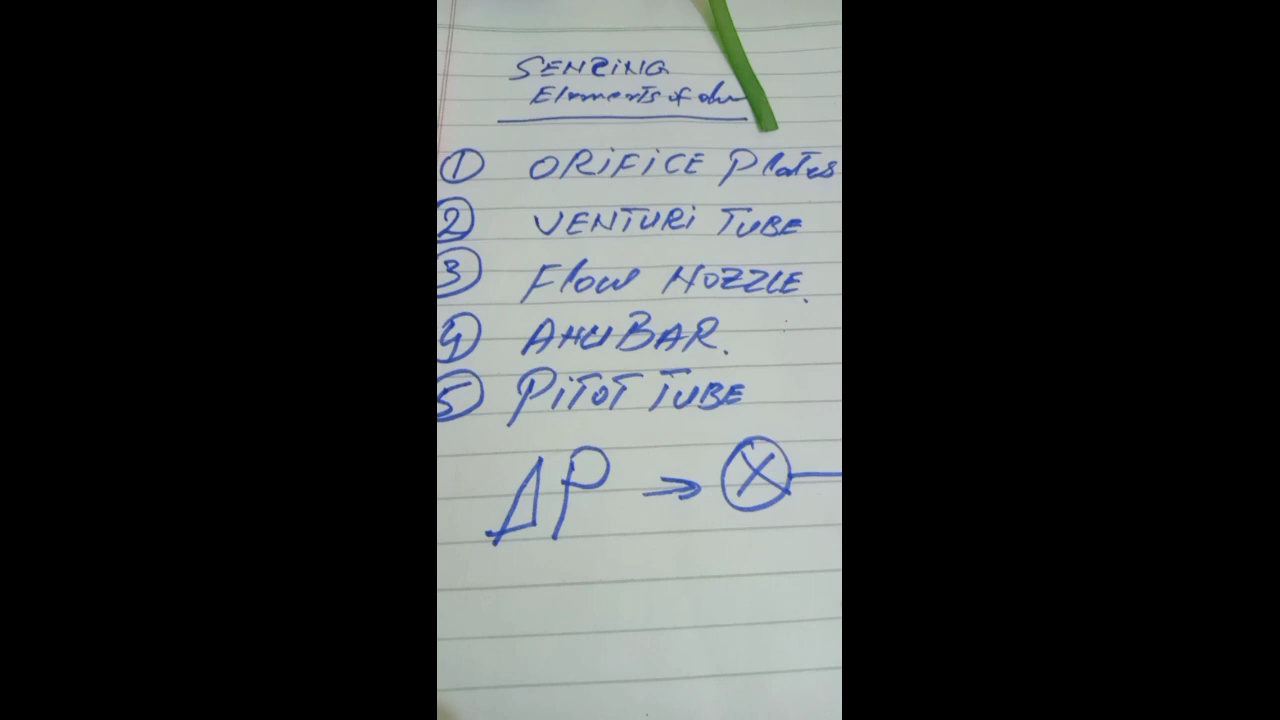 SENSING
Elements of
① ORIFICE Plates
② VENTURI TUBE
③ Flow NOZZLE.
④ ANUBAR.
⑤ PITOT TUBE
ΔP → Ⓧ